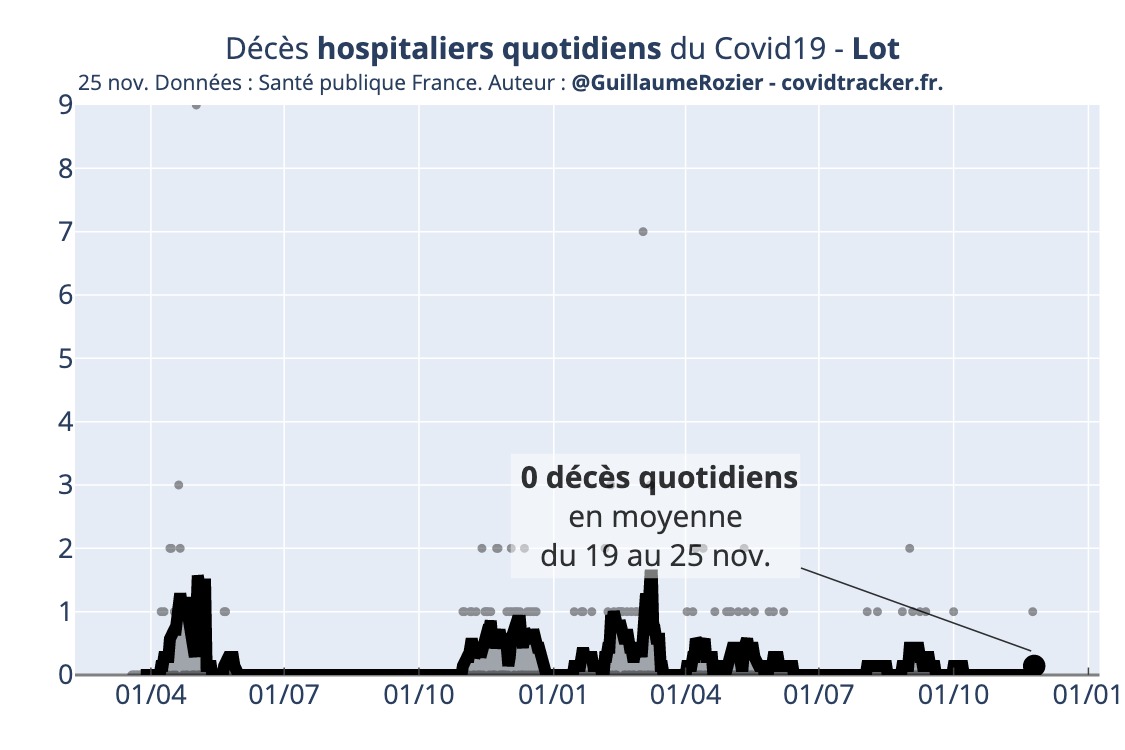 Décès hospitaliers quotidiens du Covid19 - Lot
25 nov. Données : Santé publique France. Auteur : @GuillaumeRozier - covidtracker.fr.
9
8
7
6
5
4
3
2
1
0
0 décès quotidiens
en moyenne
du 19 au 25 nov.
01/04 01/07 01/10 01/01 01/04 01/07 01/10 01/01